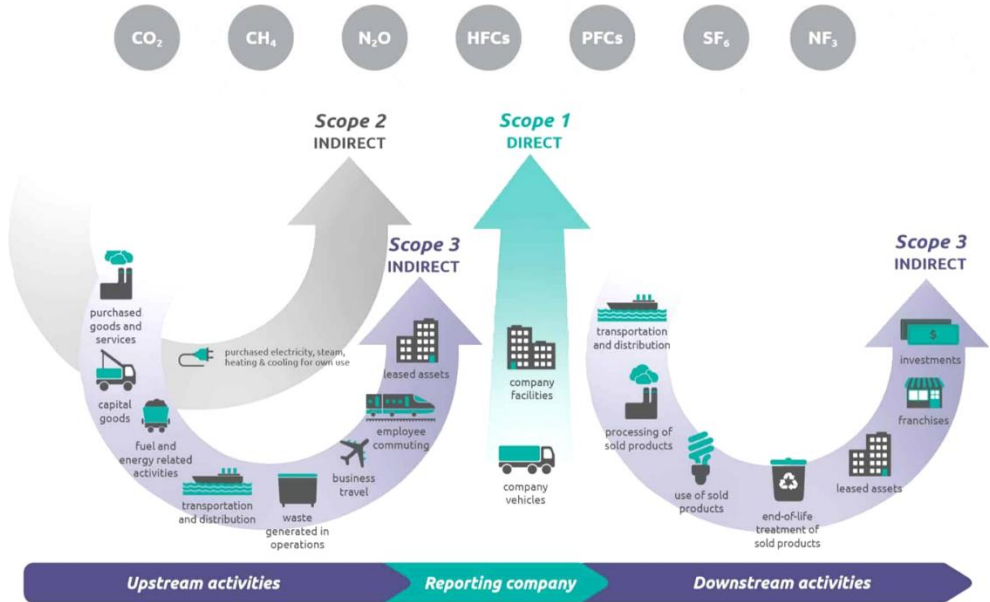 CO₂
CH₄
N₂O
HFCs
PFCs
SF₆
NF₃
Scope 2
INDIRECT
Scope 1
DIRECT
Scope 3
INDIRECT
Scope 3
INDIRECT
purchased
goods and
services
capital
goods
fuel and
energy related
activities
transportation
and distribution
waste
generated in
operations
business
travel
employee
commuting
leased assets
purchased electricity, steam,
heating & cooling for own use
company
facilities
company
vehicles
transportation
and distribution
processing of
sold products
use of sold
products
end-of-life
treatment of
sold products
leased assets
franchises
$
investments
Upstream activities
Reporting company
Downstream activities